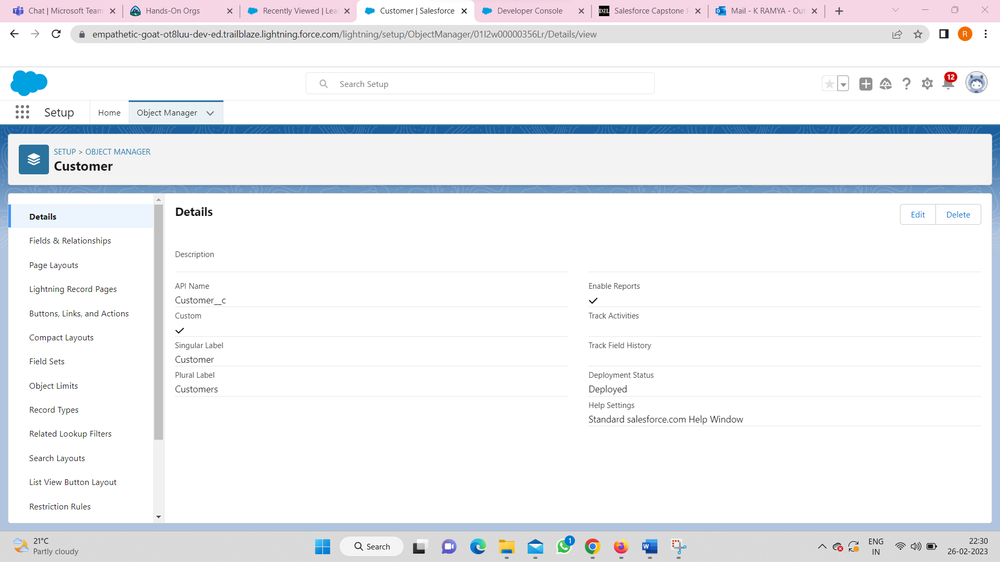 Chat | Microsoft Team
Hands-On Orgs
Recently Viewed | Lea
Customer | Salesforce
Developer Console
D2L
Salesforce Capstone P
Mail - K RAMYA - Out
empathetic-goat-ot8luu-dev-ed.trailblaze.lightning.force.com/lightning/setup/ObjectManager/01I2w00000356Lr/Details/view
R
Search Setup
12
Setup
Home
Object Manager
SETUP > OBJECT MANAGER
Customer
Details
Fields & Relationships
Page Layouts
Lightning Record Pages
Buttons, Links, and Actions
Compact Layouts
Field Sets
Object Limits
Record Types
Related Lookup Filters
Search Layouts
List View Button Layout
Restriction Rules
Details
Edit
Delete
Description
API Name
Customer__c
Custom
Singular Label
Customer
Plural Label
Customers
Enable Reports
Track Activities
Track Field History
Deployment Status
Deployed
Help Settings
Standard salesforce.com Help Window
21°C
Partly cloudy
Search
1
ENG
IN
22:30
26-02-2023